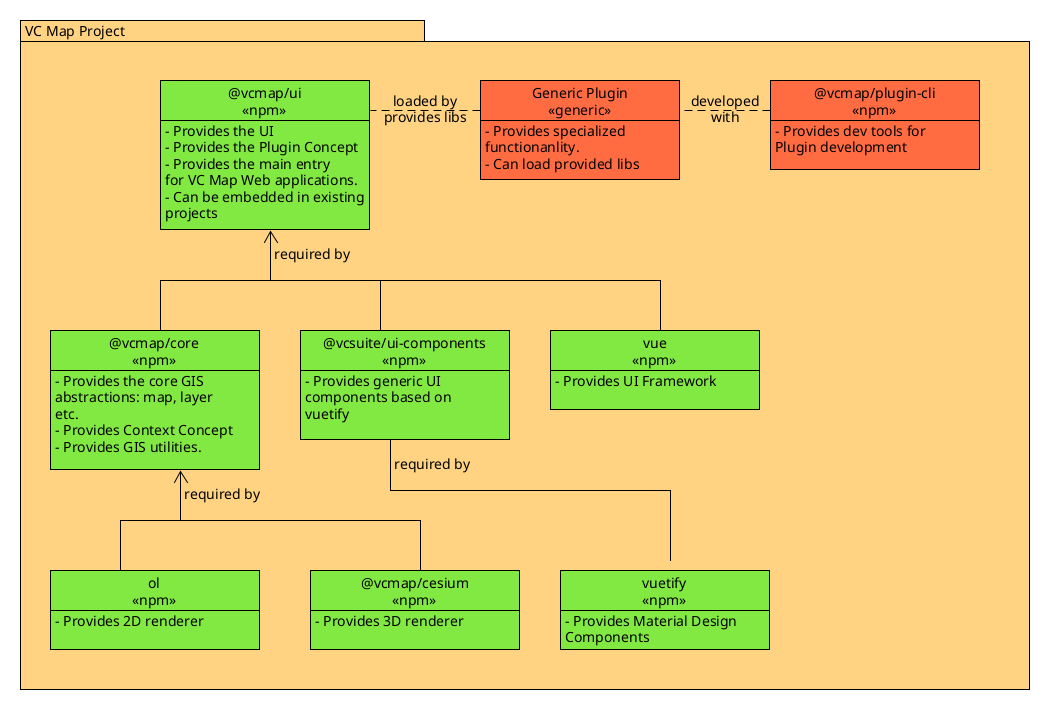 VC Map Project
@vcmap/ui
«npm»
- Provides the UI
- Provides the Plugin Concept
- Provides the main entry
for VC Map Web applications.
- Can be embedded in existing
projects
loaded by
provides libs
Generic Plugin
«generic»
- Provides specialized
functionanlity.
- Can load provided libs
developed
with
@vcmap/plugin-cli
«npm»
- Provides dev tools for
Plugin development
required by
@vcmap/core
«npm»
- Provides the core GIS
abstractions: map, layer
etc.
- Provides Context Concept
- Provides GIS utilities.
@vcsuite/ui-components
«npm»
- Provides generic UI
components based on
vuetify
vue
«npm»
- Provides UI Framework
required by
required by
ol
«npm»
- Provides 2D renderer
@vcmap/cesium
«npm»
- Provides 3D renderer
vuetify
«npm»
- Provides Material Design
Components